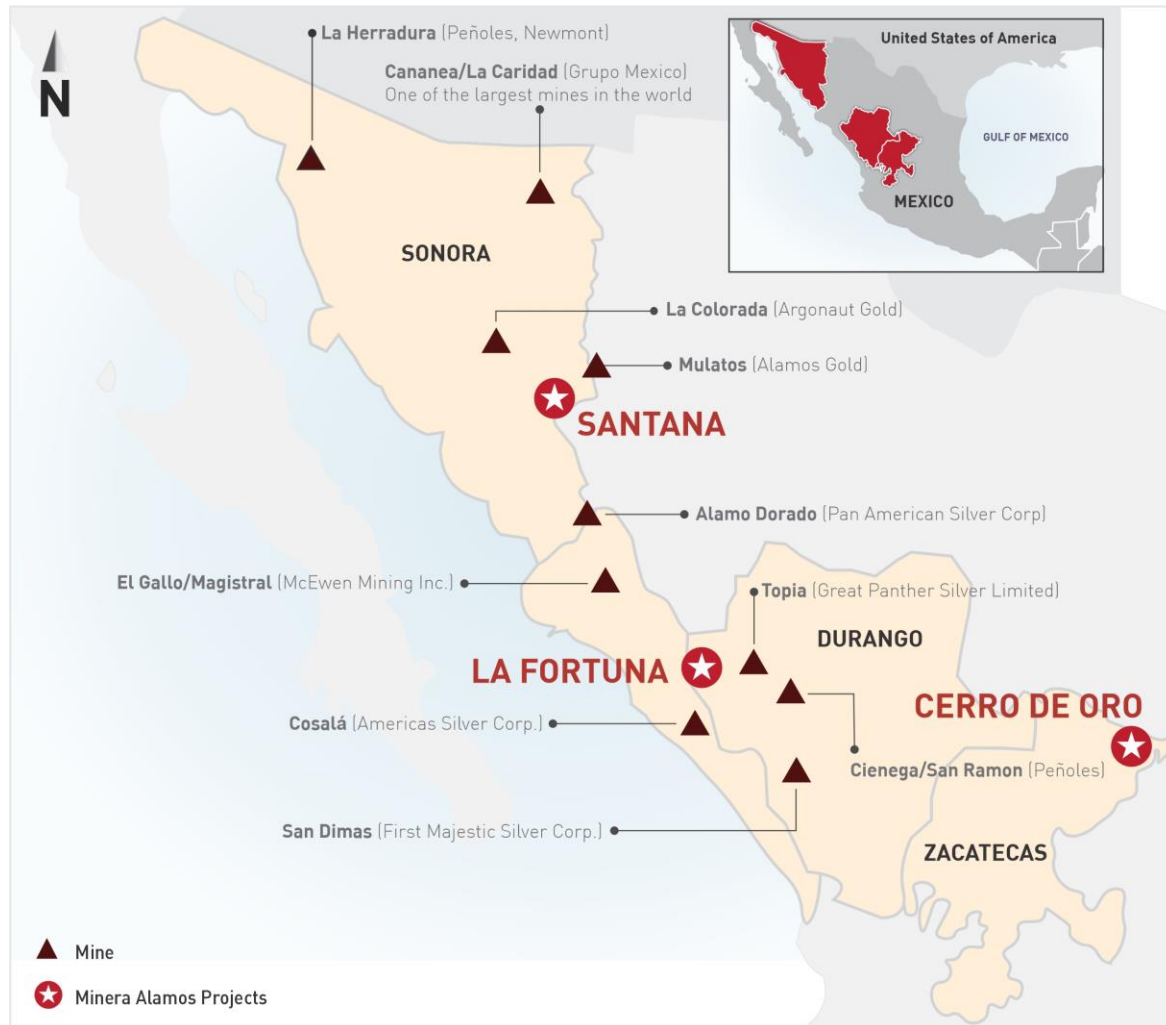 La Herradura (Peñoles, Newmont)
United States of America
N
Cananea/La Caridad (Grupo Mexico)
One of the largest mines in the world
GULF OF MEXICO
MEXICO
SONORA
La Colorada (Argonaut Gold)
Mulatos (Alamos Gold)
SANTANA
Alamo Dorado (Pan American Silver Corp)
El Gallo/Magistral (McEwen Mining Inc.)
Topia (Great Panther Silver Limited)
DURANGO
LA FORTUNA
CERRO DE ORO
Cosalá (Americas Silver Corp.)
Cienega/San Ramon (Peñoles)
San Dimas (First Majestic Silver Corp.)
ZACATECAS
Mine
Minera Alamos Projects